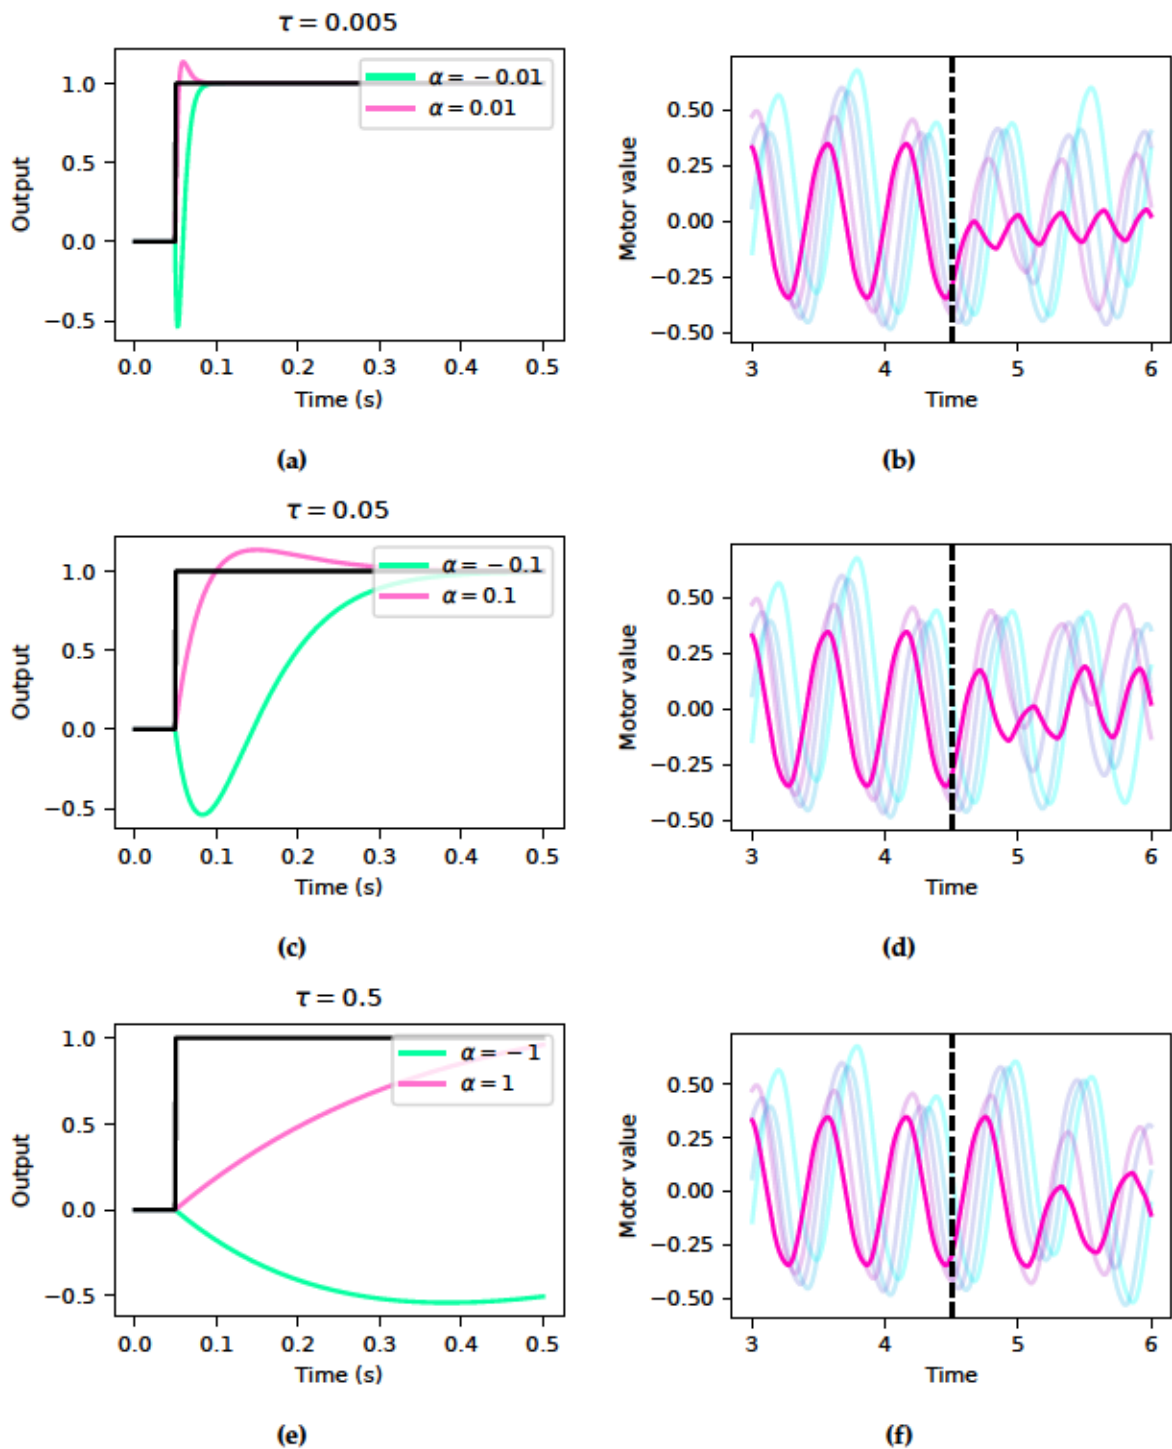 τ = 0.005
1.0
0.5
0.0
−0.5
Output
α = − 0.01
α = 0.01
0.0 0.1 0.2 0.3 0.4 0.5
Time (s)
(a)
0.50
0.25
0.00
−0.25
−0.50
Motor value
3 4 5 6
Time
(b)
τ = 0.05
1.0
0.5
0.0
−0.5
Output
α = − 0.1
α = 0.1
0.0 0.1 0.2 0.3 0.4 0.5
Time (s)
(c)
0.50
0.25
0.00
−0.25
−0.50
Motor value
3 4 5 6
Time
(d)
τ = 0.5
1.0
0.5
0.0
−0.5
Output
α = − 1
α = 1
0.0 0.1 0.2 0.3 0.4 0.5
Time (s)
(e)
0.50
0.25
0.00
−0.25
−0.50
Motor value
3 4 5 6
Time
(f)